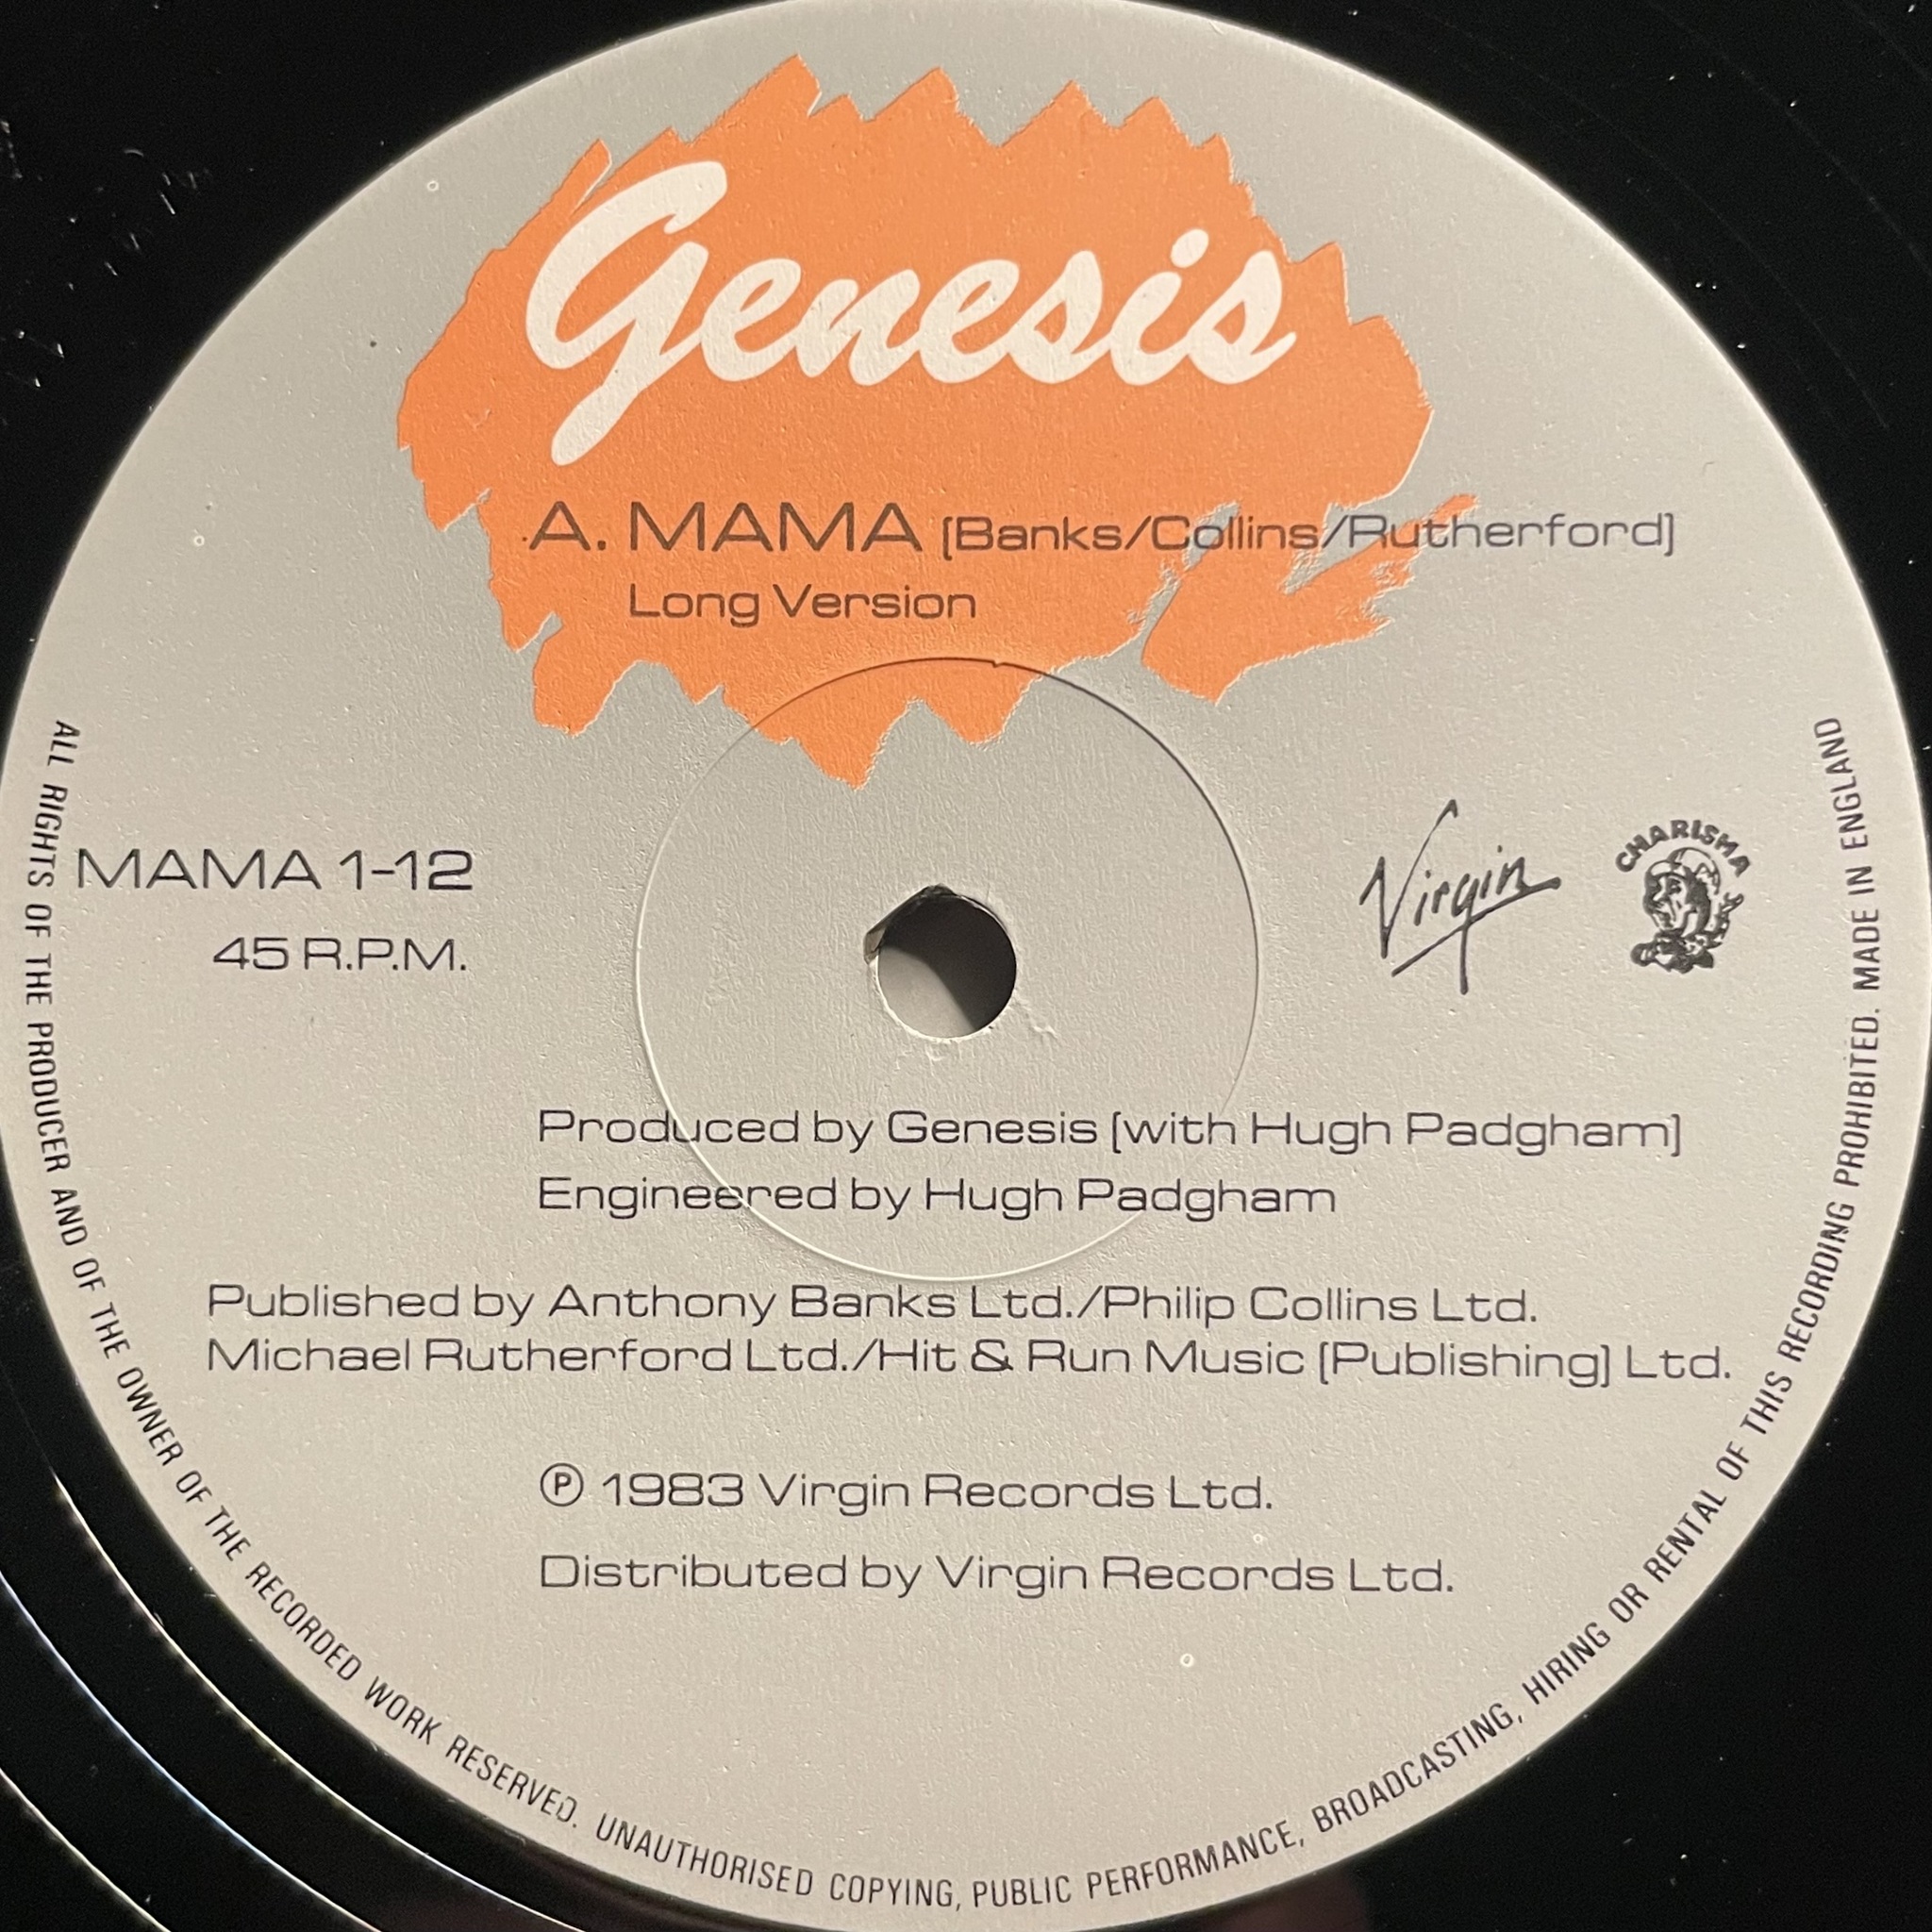 Genesis
A. MAMA [Banks/Collins/Rutherford]
Long Version
MAMA 1-12
45 R.P.M.
Virgin
CHARISMA
Produced by Genesis [with Hugh Padgham]
Engineered by Hugh Padgham
Published by Anthony Banks Ltd./Philip Collins Ltd.
Michael Rutherford Ltd./Hit & Run Music [Publishing] Ltd.
℗ 1983 Virgin Records Ltd.
Distributed by Virgin Records Ltd.
ALL RIGHTS OF THE PRODUCER AND OF THE OWNER OF THE RECORDED WORK RESERVED. UNAUTHORISED COPYING, PUBLIC PERFORMANCE, BROADCASTING, HIRING OR RENTAL OF THIS RECORDING PROHIBITED. MADE IN ENGLAND